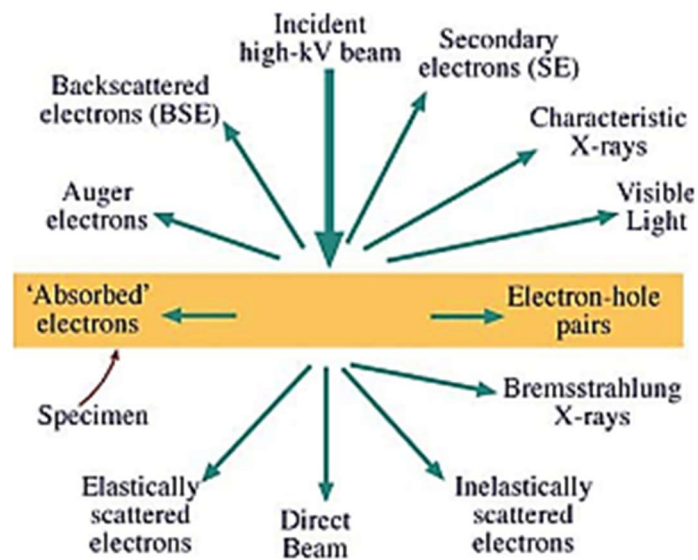 Incident
high-kV beam
Secondary
electrons (SE)
Backscattered
electrons (BSE)
Characteristic
X-rays
Auger
electrons
Visible
Light
'Absorbed'
electrons
Electron-hole
pairs
Specimen
Bremsstrahlung
X-rays
Elastically
scattered
electrons
Direct
Beam
Inelastically
scattered
electrons